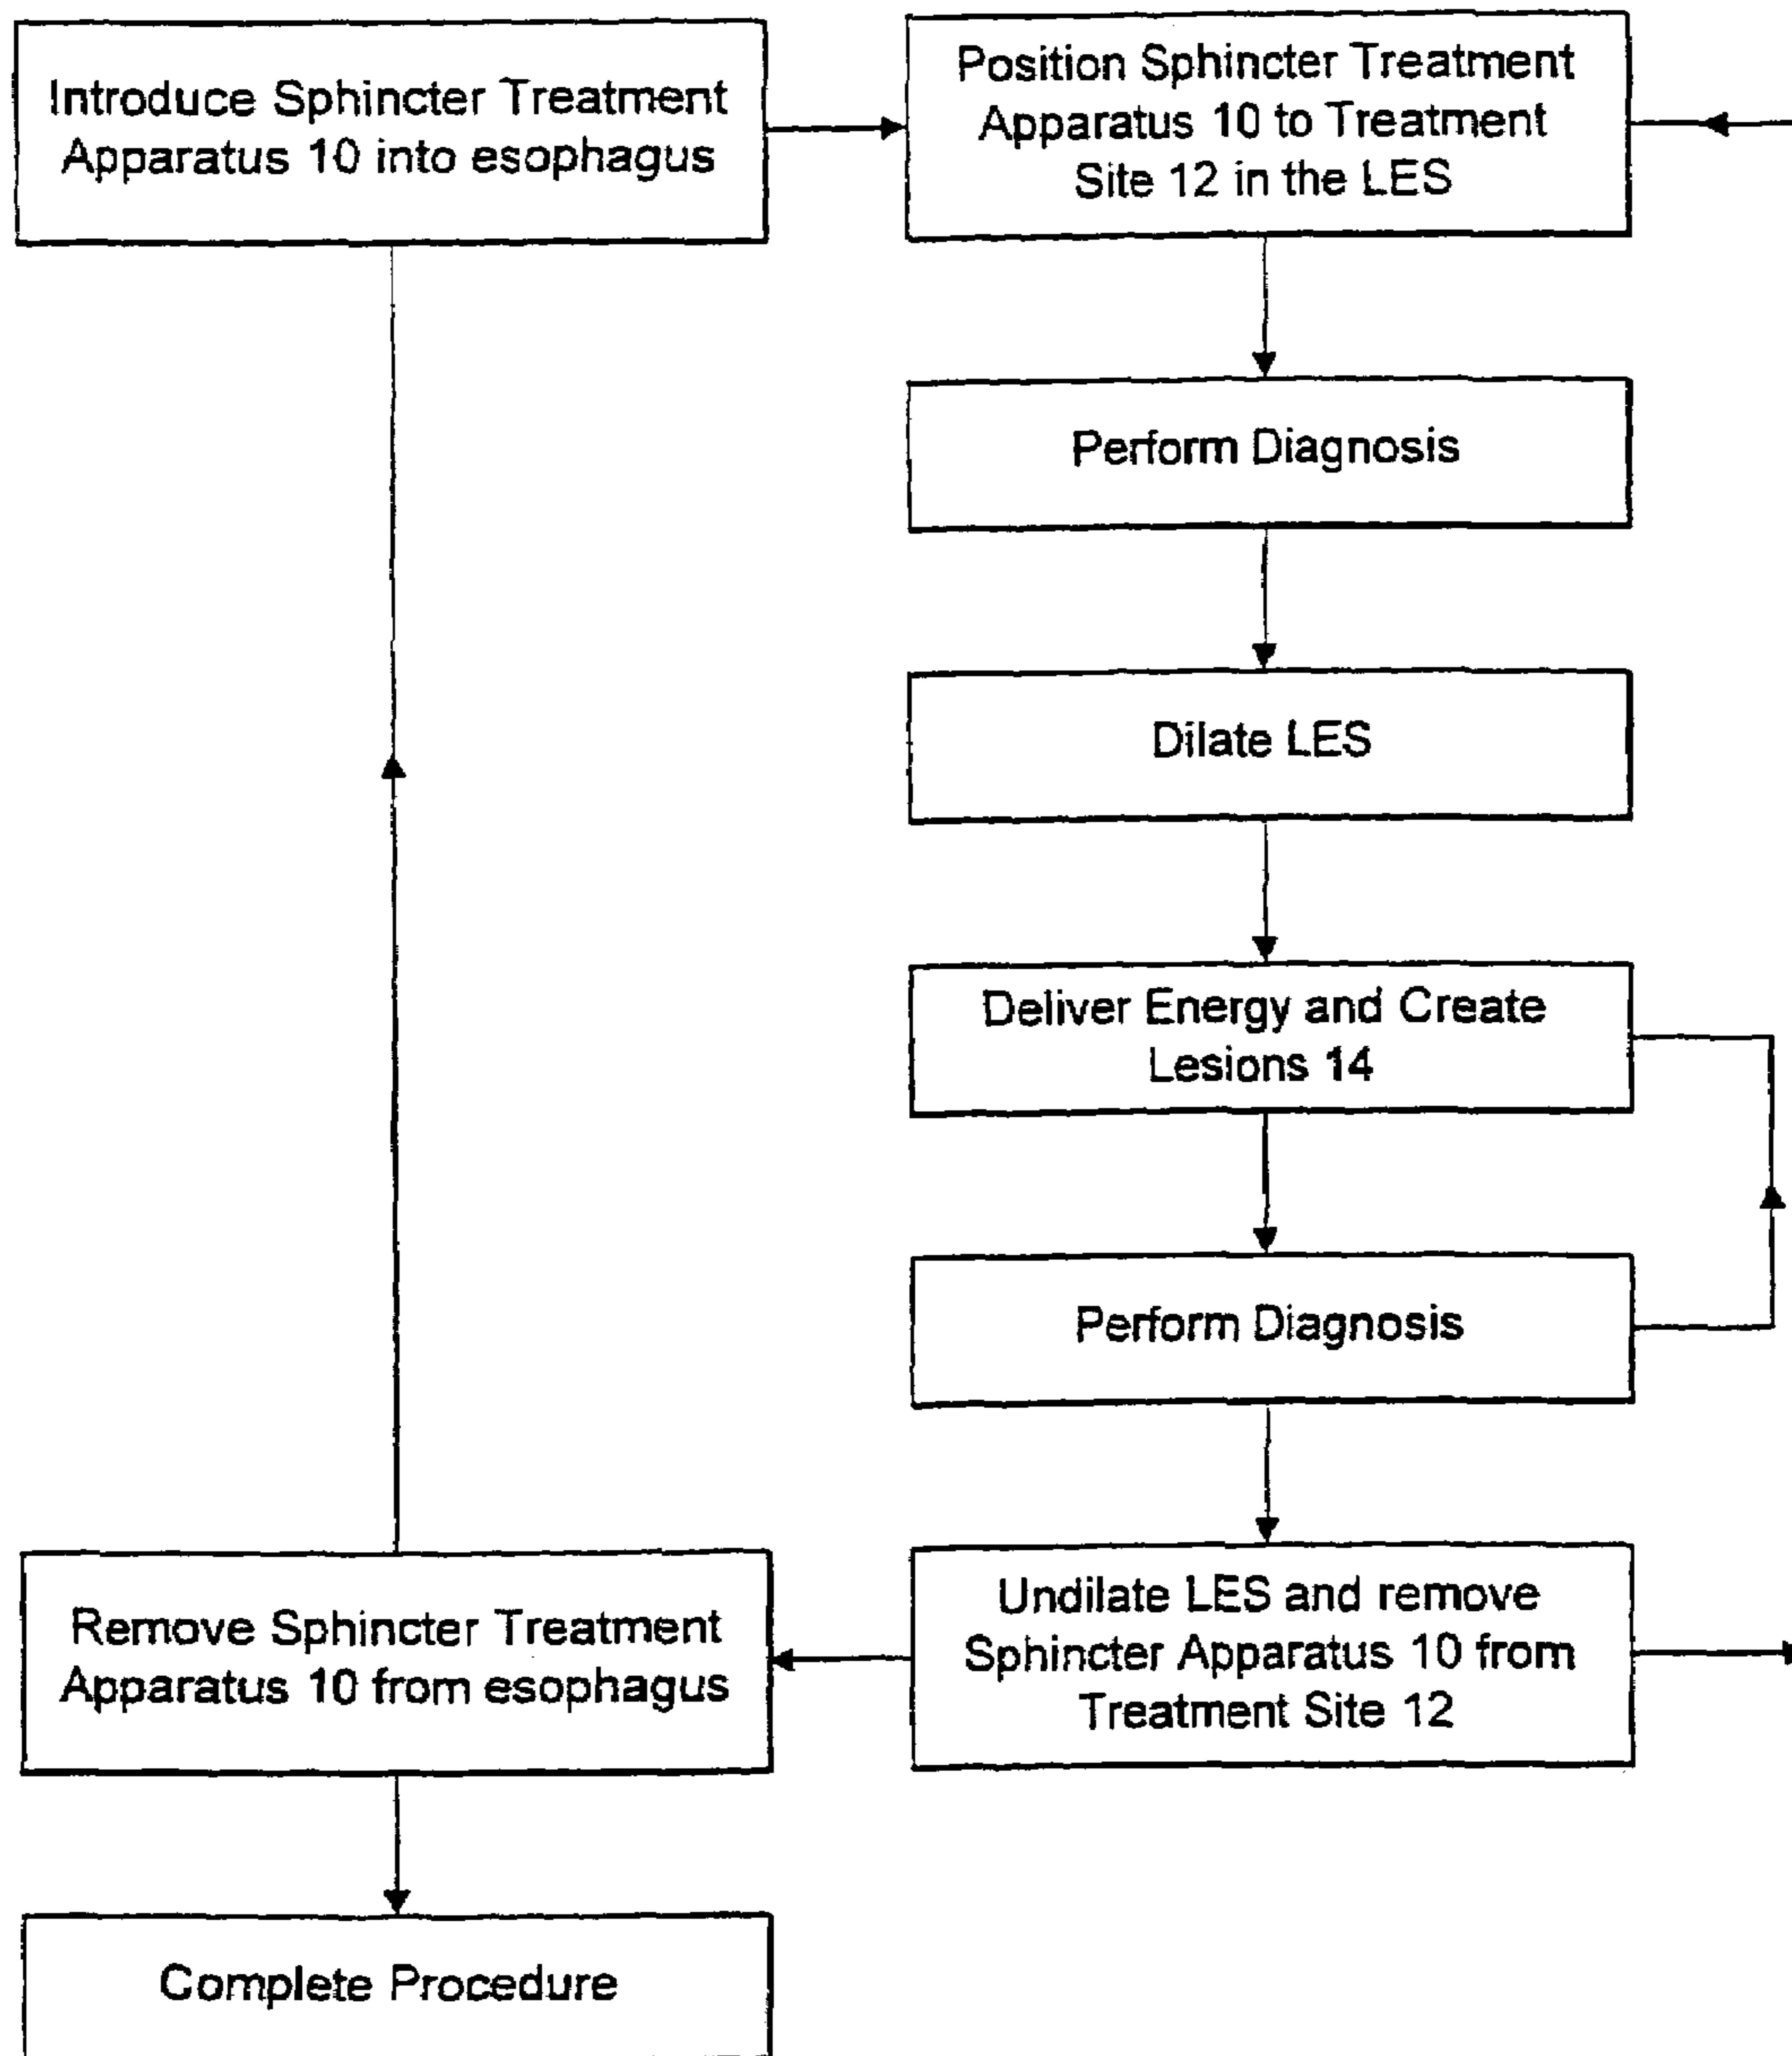 Introduce Sphincter Treatment
Apparatus 10 into esophagus
Position Sphincter Treatment
Apparatus 10 to Treatment
Site 12 in the LES
Perform Diagnosis
Dilate LES
Deliver Energy and Create
Lesions 14
Perform Diagnosis
Undilate LES and remove
Sphincter Apparatus 10 from
Treatment Site 12
Remove Sphincter Treatment
Apparatus 10 from esophagus
Complete Procedure